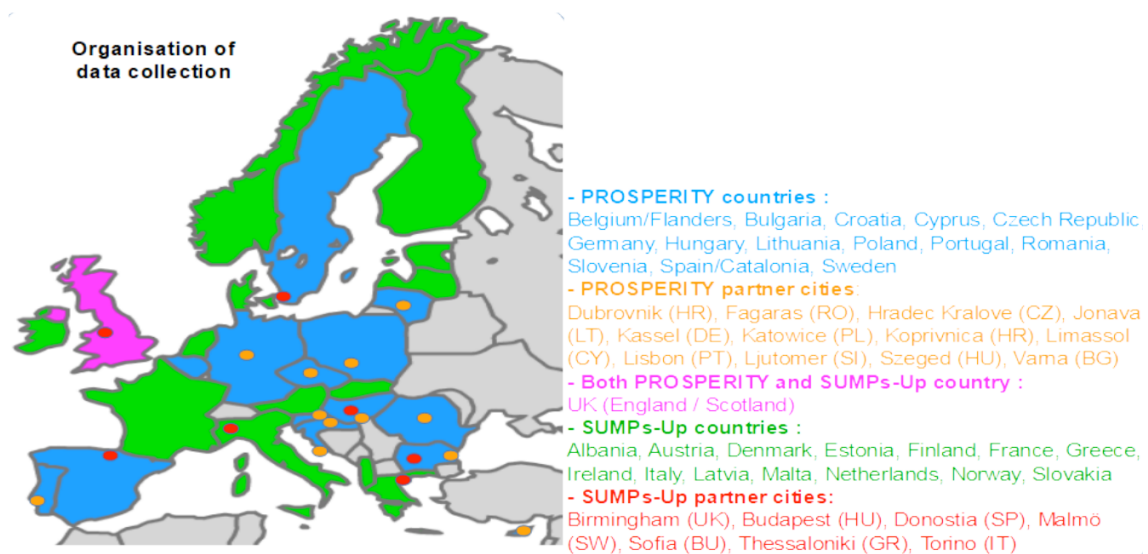 Organisation of
data collection
- PROSPERITY countries :
Belgium/Flanders, Bulgaria, Croatia, Cyprus, Czech Republic
Germany, Hungary, Lithuania, Poland, Portugal, Romania,
Slovenia, Spain/Catalonia, Sweden
- PROSPERITY partner cities:
Dubrovnik (HR), Fagaras (RO), Hradec Kralove (CZ), Jonava
(LT), Kassel (DE), Katowice (PL), Koprivnica (HR), Limassol
(CY), Lisbon (PT), Ljutomer (SI), Szeged (HU), Varna (BG)
- Both PROSPERITY and SUMPs-Up country :
UK (England / Scotland)
- SUMPs-Up countries :
Albania, Austria, Denmark, Estonia, Finland, France, Greece,
Ireland, Italy, Latvia, Malta, Netherlands, Norway, Slovakia
- SUMPs-Up partner cities:
Birmingham (UK), Budapest (HU), Donostia (SP), Malmö
(SW), Sofia (BU), Thessaloniki (GR), Torino (IT)